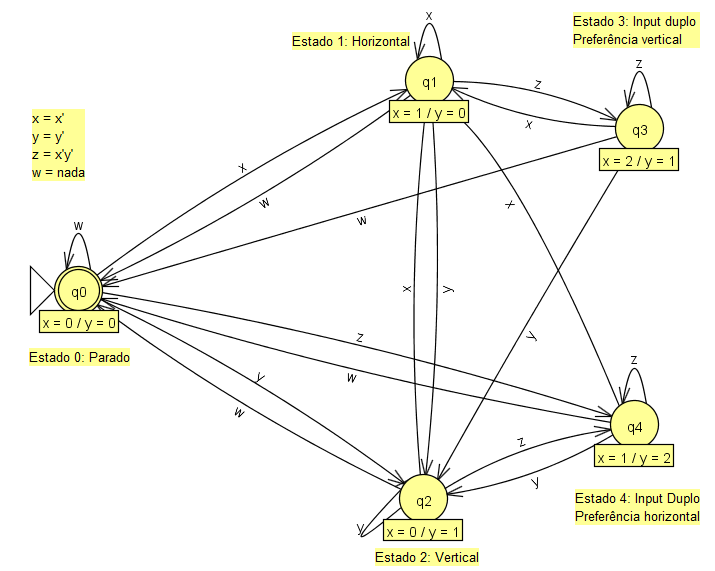 Estado 3: Input duplo
Preferência vertical
x
Estado 1: Horizontal
z
z
q1
x = 1 / y = 0
x
q3
x = x'
y = y'
z = x'y'
w = nada
x = 2 / y = 1
x
w
x
w
w
q0
x = 0 / y = 0
x
y
y
z
Estado 0: Parado
w
z
y
w
q4
x = 1 / y = 2
z
y
q2
y
x = 0 / y = 1
Estado 4: Input Duplo
Preferência horizontal
Estado 2: Vertical